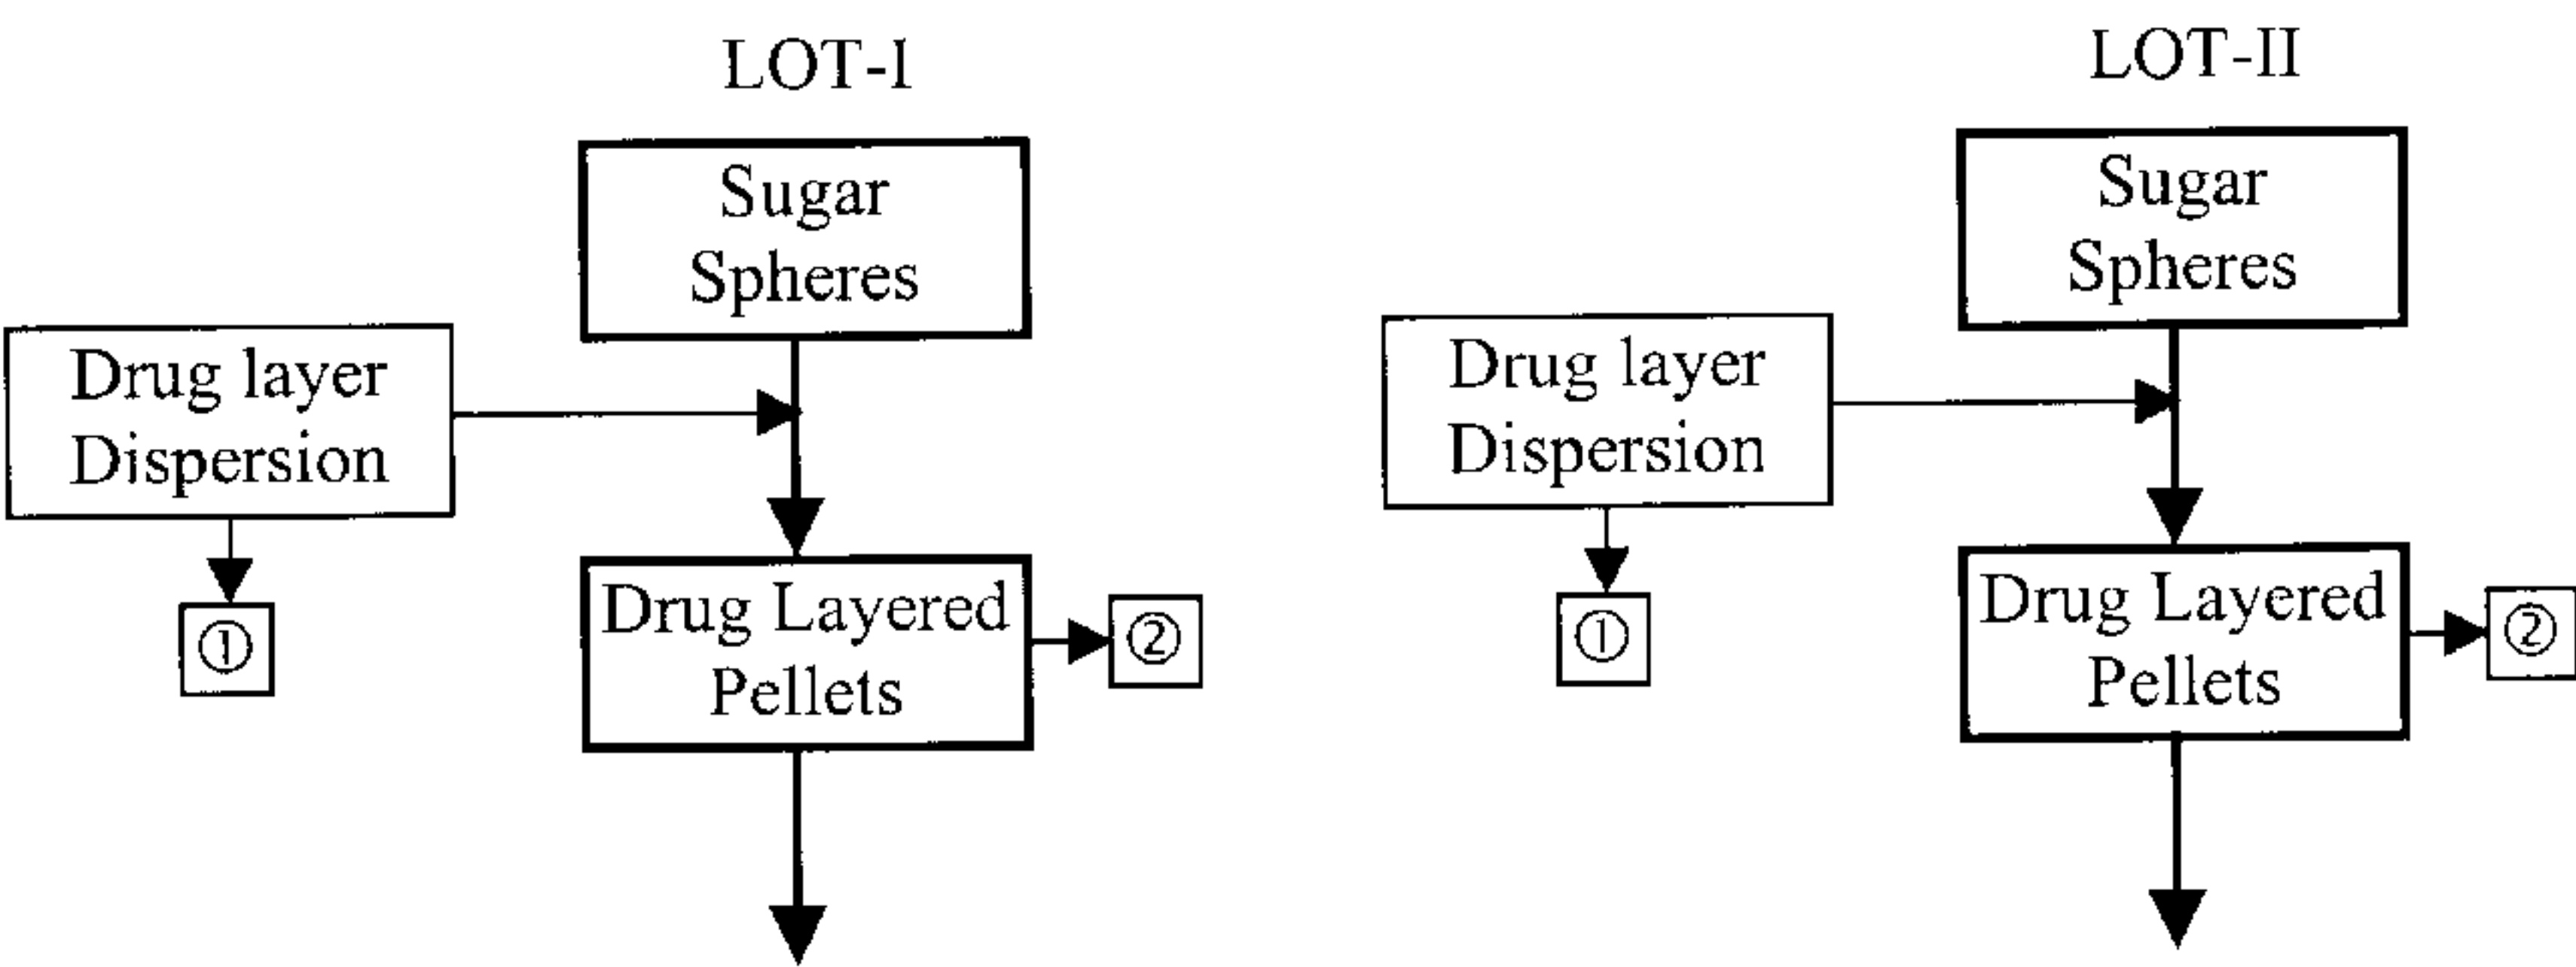 LOT-I
Sugar
Spheres
Drug layer
Dispersion
①
Drug Layered
Pellets
②
LOT-II
Sugar
Spheres
Drug layer
Dispersion
①
Drug Layered
Pellets
②